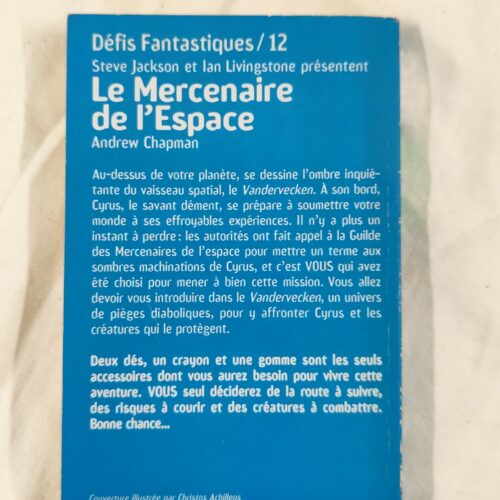 Défis Fantastiques/12
Steve Jackson et Ian Livingstone présentent
Le Mercenaire
de l'Espace
Andrew Chapman
Au-dessus de votre planète, se dessine l'ombre inquié-
tante du vaisseau spatial, le Vandervecken. À son bord,
Cyrus, le savant dément, se prépare à soumettre votre
monde à ses effroyables expériences. Il n'y a plus un
instant à perdre : les autorités ont fait appel à la Guilde
des Mercenaires de l'espace pour mettre un terme aux
sombres machinations de Cyrus, et c'est VOUS qui avez
été choisi pour mener à bien cette mission. Vous allez
devoir vous introduire dans le Vandervecken, un univers
de pièges diaboliques, pour y affronter Cyrus et les
créatures qui le protègent.
Deux dés, un crayon et une gomme sont les seuls
accessoires dont vous aurez besoin pour vivre cette
aventure. VOUS seul déciderez de la route à suivre,
des risques à courir et des créatures à combattre.
Bonne chance...
Couverture illustrée par Christos Achilleos